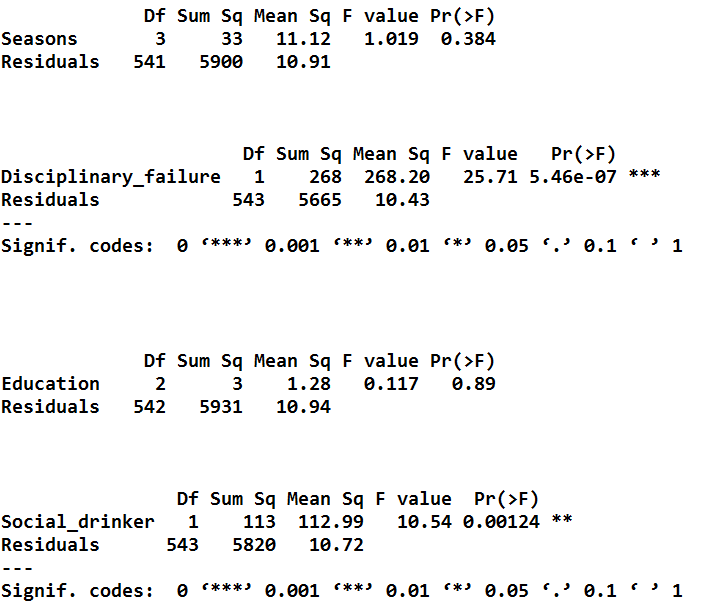 Df Sum Sq Mean Sq F value Pr(>F)
Seasons       3     33   11.12   1.019  0.384
Residuals   541   5900   10.91
                      Df Sum Sq Mean Sq F value   Pr(>F)
Disciplinary_failure   1    268  268.20   25.71 5.46e-07 ***
Residuals            543   5665   10.43
---
Signif. codes:  0 ‘***’ 0.001 ‘**’ 0.01 ‘*’ 0.05 ‘.’ 0.1 ‘ ’ 1
             Df Sum Sq Mean Sq F value Pr(>F)
Education     2      3    1.28   0.117   0.89
Residuals   542   5931   10.94
                Df Sum Sq Mean Sq F value  Pr(>F)
Social_drinker   1    113  112.99   10.54 0.00124 **
Residuals      543   5820   10.72
---
Signif. codes:  0 ‘***’ 0.001 ‘**’ 0.01 ‘*’ 0.05 ‘.’ 0.1 ‘ ’ 1